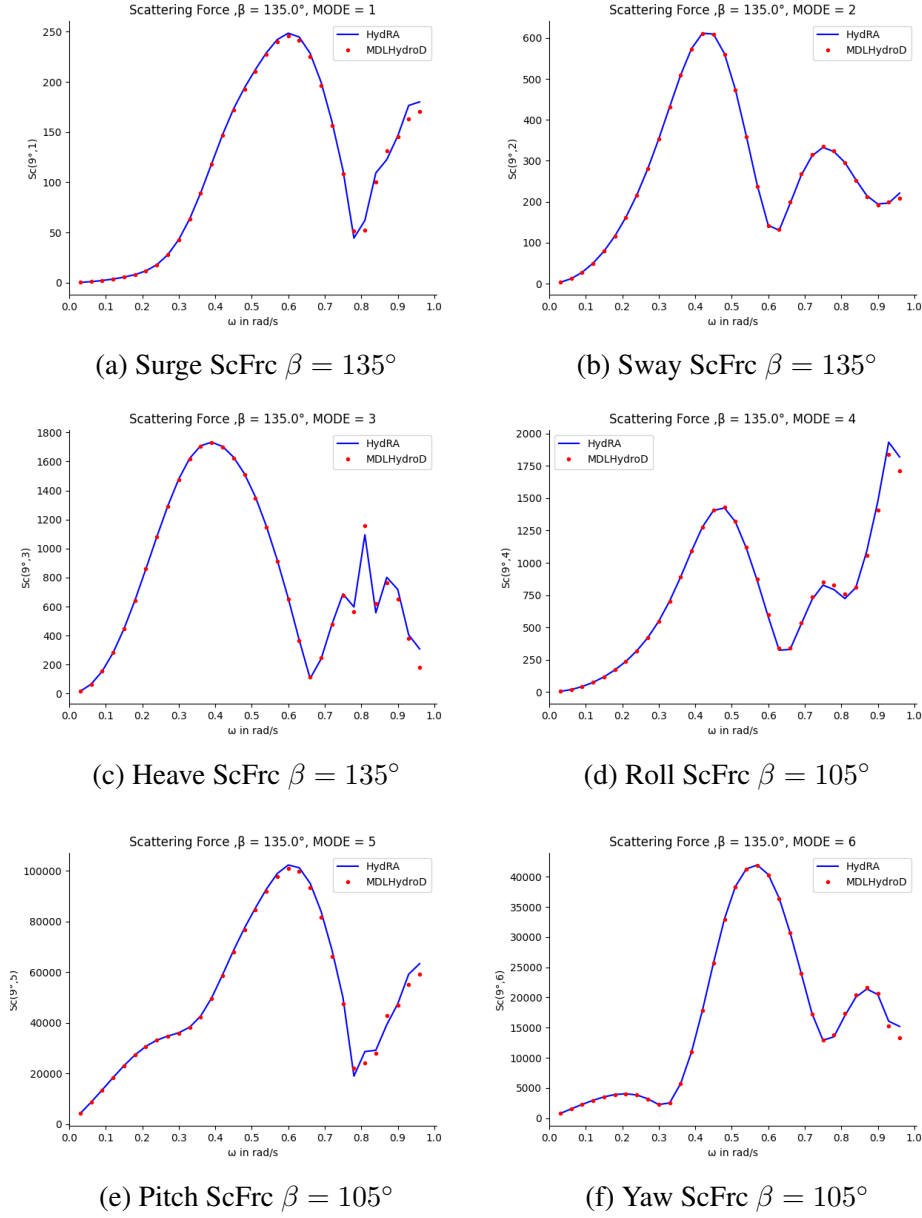 Scattering Force ,β = 135.0°, MODE = 1
HydRA
MDLHydroD
Sc(9°,1)
250
200
150
100
50
0
0.0 0.1 0.2 0.3 0.4 0.5 0.6 0.7 0.8 0.9 1.0
ω in rad/s
(a) Surge ScFrc β = 135°
Scattering Force ,β = 135.0°, MODE = 2
HydRA
MDLHydroD
Sc(9°,2)
600
500
400
300
200
100
0
0.0 0.1 0.2 0.3 0.4 0.5 0.6 0.7 0.8 0.9 1.0
ω in rad/s
(b) Sway ScFrc β = 135°
Scattering Force ,β = 135.0°, MODE = 3
HydRA
MDLHydroD
Sc(9°,3)
1800
1600
1400
1200
1000
800
600
400
200
0
0.0 0.1 0.2 0.3 0.4 0.5 0.6 0.7 0.8 0.9 1.0
ω in rad/s
(c) Heave ScFrc β = 135°
Scattering Force ,β = 135.0°, MODE = 4
HydRA
MDLHydroD
Sc(9°,4)
2000
1750
1500
1250
1000
750
500
250
0
0.0 0.1 0.2 0.3 0.4 0.5 0.6 0.7 0.8 0.9 1.0
ω in rad/s
(d) Roll ScFrc β = 105°
Scattering Force ,β = 135.0°, MODE = 5
HydRA
MDLHydroD
Sc(9°,5)
100000
80000
60000
40000
20000
0
0.0 0.1 0.2 0.3 0.4 0.5 0.6 0.7 0.8 0.9 1.0
ω in rad/s
(e) Pitch ScFrc β = 105°
Scattering Force ,β = 135.0°, MODE = 6
HydRA
MDLHydroD
Sc(9°,6)
40000
35000
30000
25000
20000
15000
10000
5000
0
0.0 0.1 0.2 0.3 0.4 0.5 0.6 0.7 0.8 0.9 1.0
ω in rad/s
(f) Yaw ScFrc β = 105°